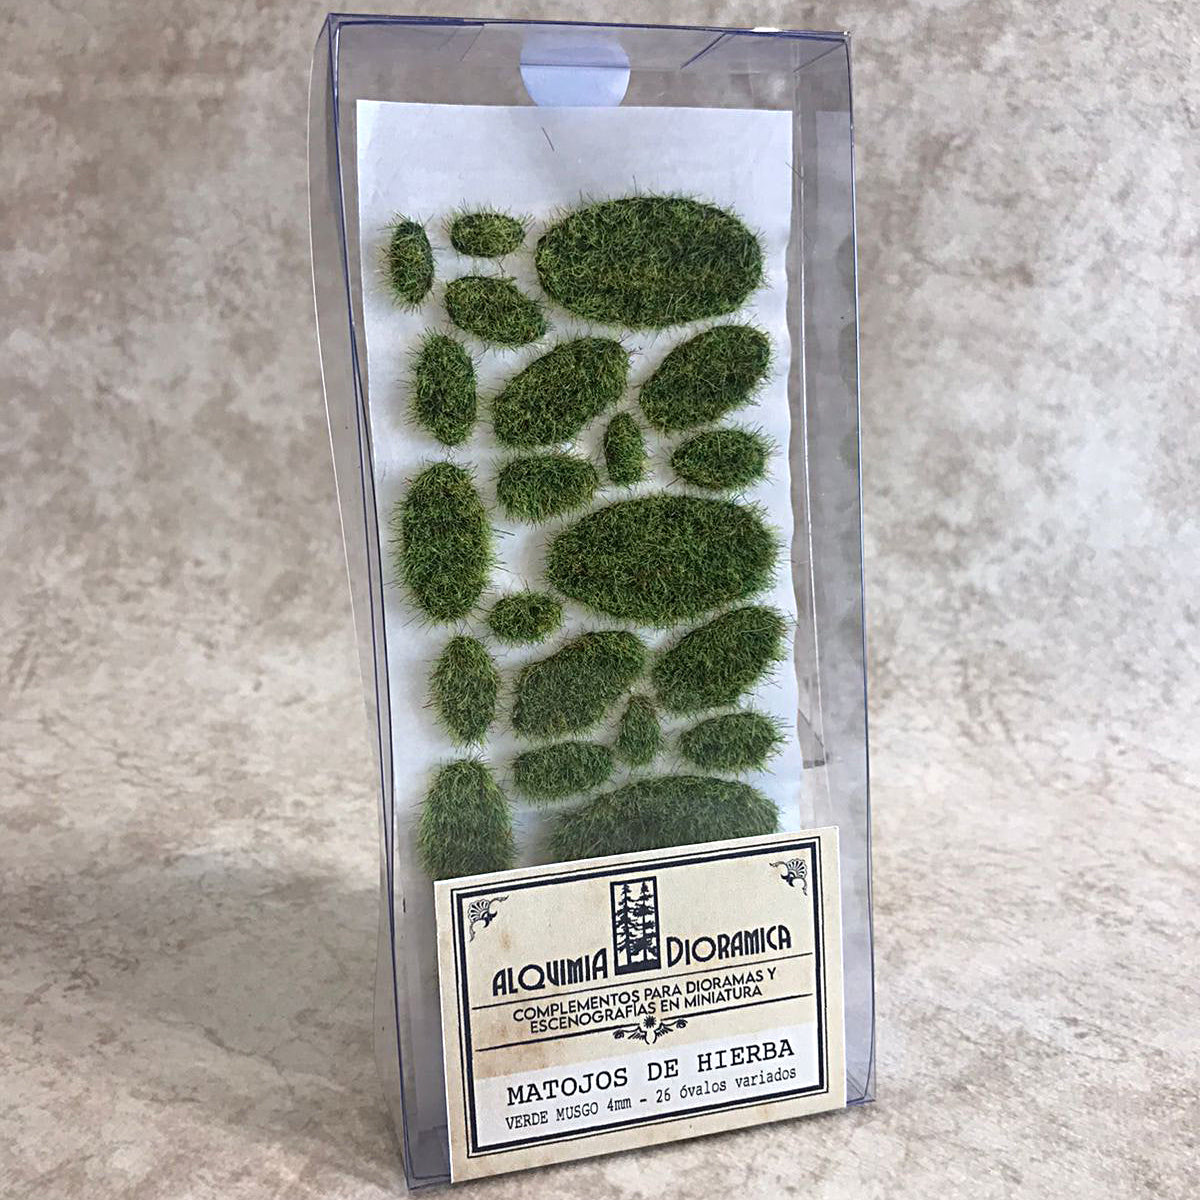 ALQUIMIA DIORAMICA
COMPLEMENTOS PARA DIORAMAS Y
ESCENOGRAFÍAS EN MINIATURA
MATOJOS DE HIERBA
VERDE MUSGO 4mm - 26 óvalos variados